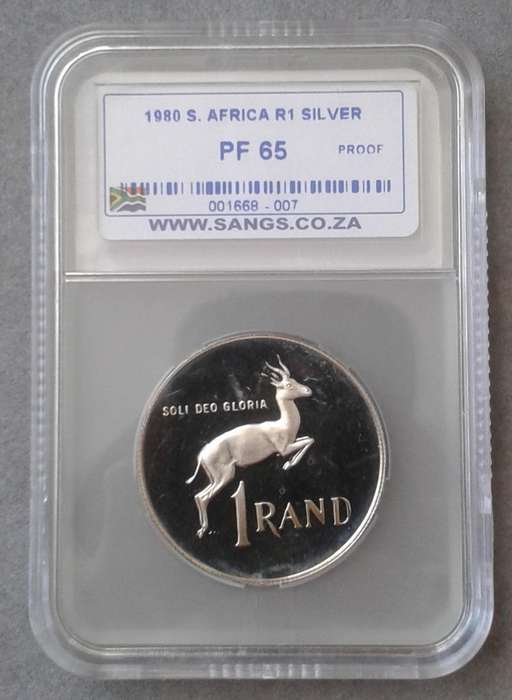 1980 S. AFRICA R1 SILVER
PF 65 PROOF
001668 - 007
WWW.SANGS.CO.ZA
SOLI DEO GLORIA
1 RAND